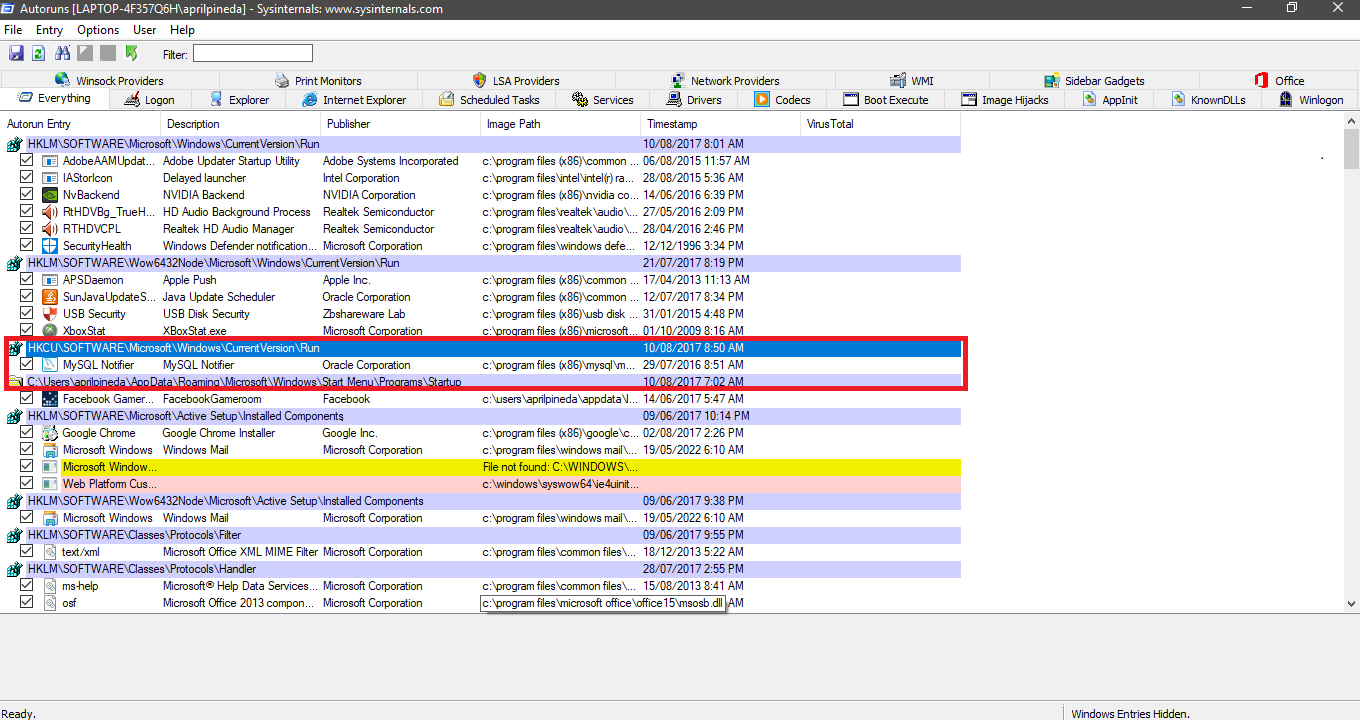 Autoruns [LAPTOP-4F357Q6H\aprilpineda] - Sysinternals: www.sysinternals.com
File Entry Options User Help
Filter:
Winsock Providers Print Monitors LSA Providers Network Providers WMI Sidebar Gadgets Office
Everything Logon Explorer Internet Explorer Scheduled Tasks Services Drivers Codecs Boot Execute Image Hijacks AppInit KnownDLLs Winlogon
Autorun Entry Description Publisher Image Path Timestamp VirusTotal
HKLM\SOFTWARE\Microsoft\Windows\CurrentVersion\Run 10/08/2017 8:01 AM
AdobeAAMUpdat... Adobe Updater Startup Utility Adobe Systems Incorporated c:\program files (x86)\common ... 06/08/2015 11:57 AM
IAStorIcon Delayed launcher Intel Corporation c:\program files\intel\intel(r) ra... 28/08/2015 5:36 AM
NvBackend NVIDIA Backend NVIDIA Corporation c:\program files (x86)\nvidia co... 14/06/2016 6:39 PM
RtHDVBg_TrueH... HD Audio Background Process Realtek Semiconductor c:\program files\realtek\audio\... 27/05/2016 2:09 PM
RTHDVCPL Realtek HD Audio Manager Realtek Semiconductor c:\program files\realtek\audio\... 28/04/2016 2:46 PM
SecurityHealth Windows Defender notification... Microsoft Corporation c:\program files\windows defe... 12/12/1996 3:34 PM
HKLM\SOFTWARE\Wow6432Node\Microsoft\Windows\CurrentVersion\Run 21/07/2017 8:19 PM
APSDaemon Apple Push Apple Inc. c:\program files (x86)\common ... 17/04/2013 11:13 AM
SunJavaUpdateS... Java Update Scheduler Oracle Corporation c:\program files (x86)\common ... 12/07/2017 8:34 PM
USB Security USB Disk Security Zbshareware Lab c:\program files (x86)\usb disk ... 31/01/2015 4:48 PM
XboxStat XBoxStat.exe Microsoft Corporation c:\program files (x86)\microsoft... 01/10/2009 8:16 AM
HKCU\SOFTWARE\Microsoft\Windows\CurrentVersion\Run 10/08/2017 8:50 AM
MySQL Notifier MySQL Notifier Oracle Corporation c:\program files (x86)\mysql\m... 29/07/2016 8:51 AM
C:\Users\aprilpineda\AppData\Roaming\Microsoft\Windows\Start Menu\Programs\Startup 10/08/2017 7:02 AM
Facebook Gamer... FacebookGameroom Facebook c:\users\aprilpineda\appdata\l... 14/06/2017 5:47 AM
HKLM\SOFTWARE\Microsoft\Active Setup\Installed Components 09/06/2017 10:14 PM
Google Chrome Google Chrome Installer Google Inc. c:\program files (x86)\google\c... 02/08/2017 2:26 PM
Microsoft Windows Windows Mail Microsoft Corporation c:\program files\windows mail\... 19/05/2022 6:10 AM
Microsoft Window... File not found: C:\WINDOWS\...
Web Platform Cus... c:\windows\syswow64\ie4uinit...
HKLM\SOFTWARE\Wow6432Node\Microsoft\Active Setup\Installed Components 09/06/2017 9:38 PM
Microsoft Windows Windows Mail Microsoft Corporation c:\program files\windows mail\... 19/05/2022 6:10 AM
HKLM\SOFTWARE\Classes\Protocols\Filter 09/06/2017 9:55 PM
text/xml Microsoft Office XML MIME Filter Microsoft Corporation c:\program files\common files\... 18/12/2013 5:22 AM
HKLM\SOFTWARE\Classes\Protocols\Handler 28/07/2017 2:55 PM
ms-help Microsoft® Help Data Services... Microsoft Corporation c:\program files\common files\... 15/08/2013 8:41 AM
osf Microsoft Office 2013 compon... Microsoft Corporation c:\program files\microsoft office\office15\msosb.dll AM
Ready. Windows Entries Hidden.